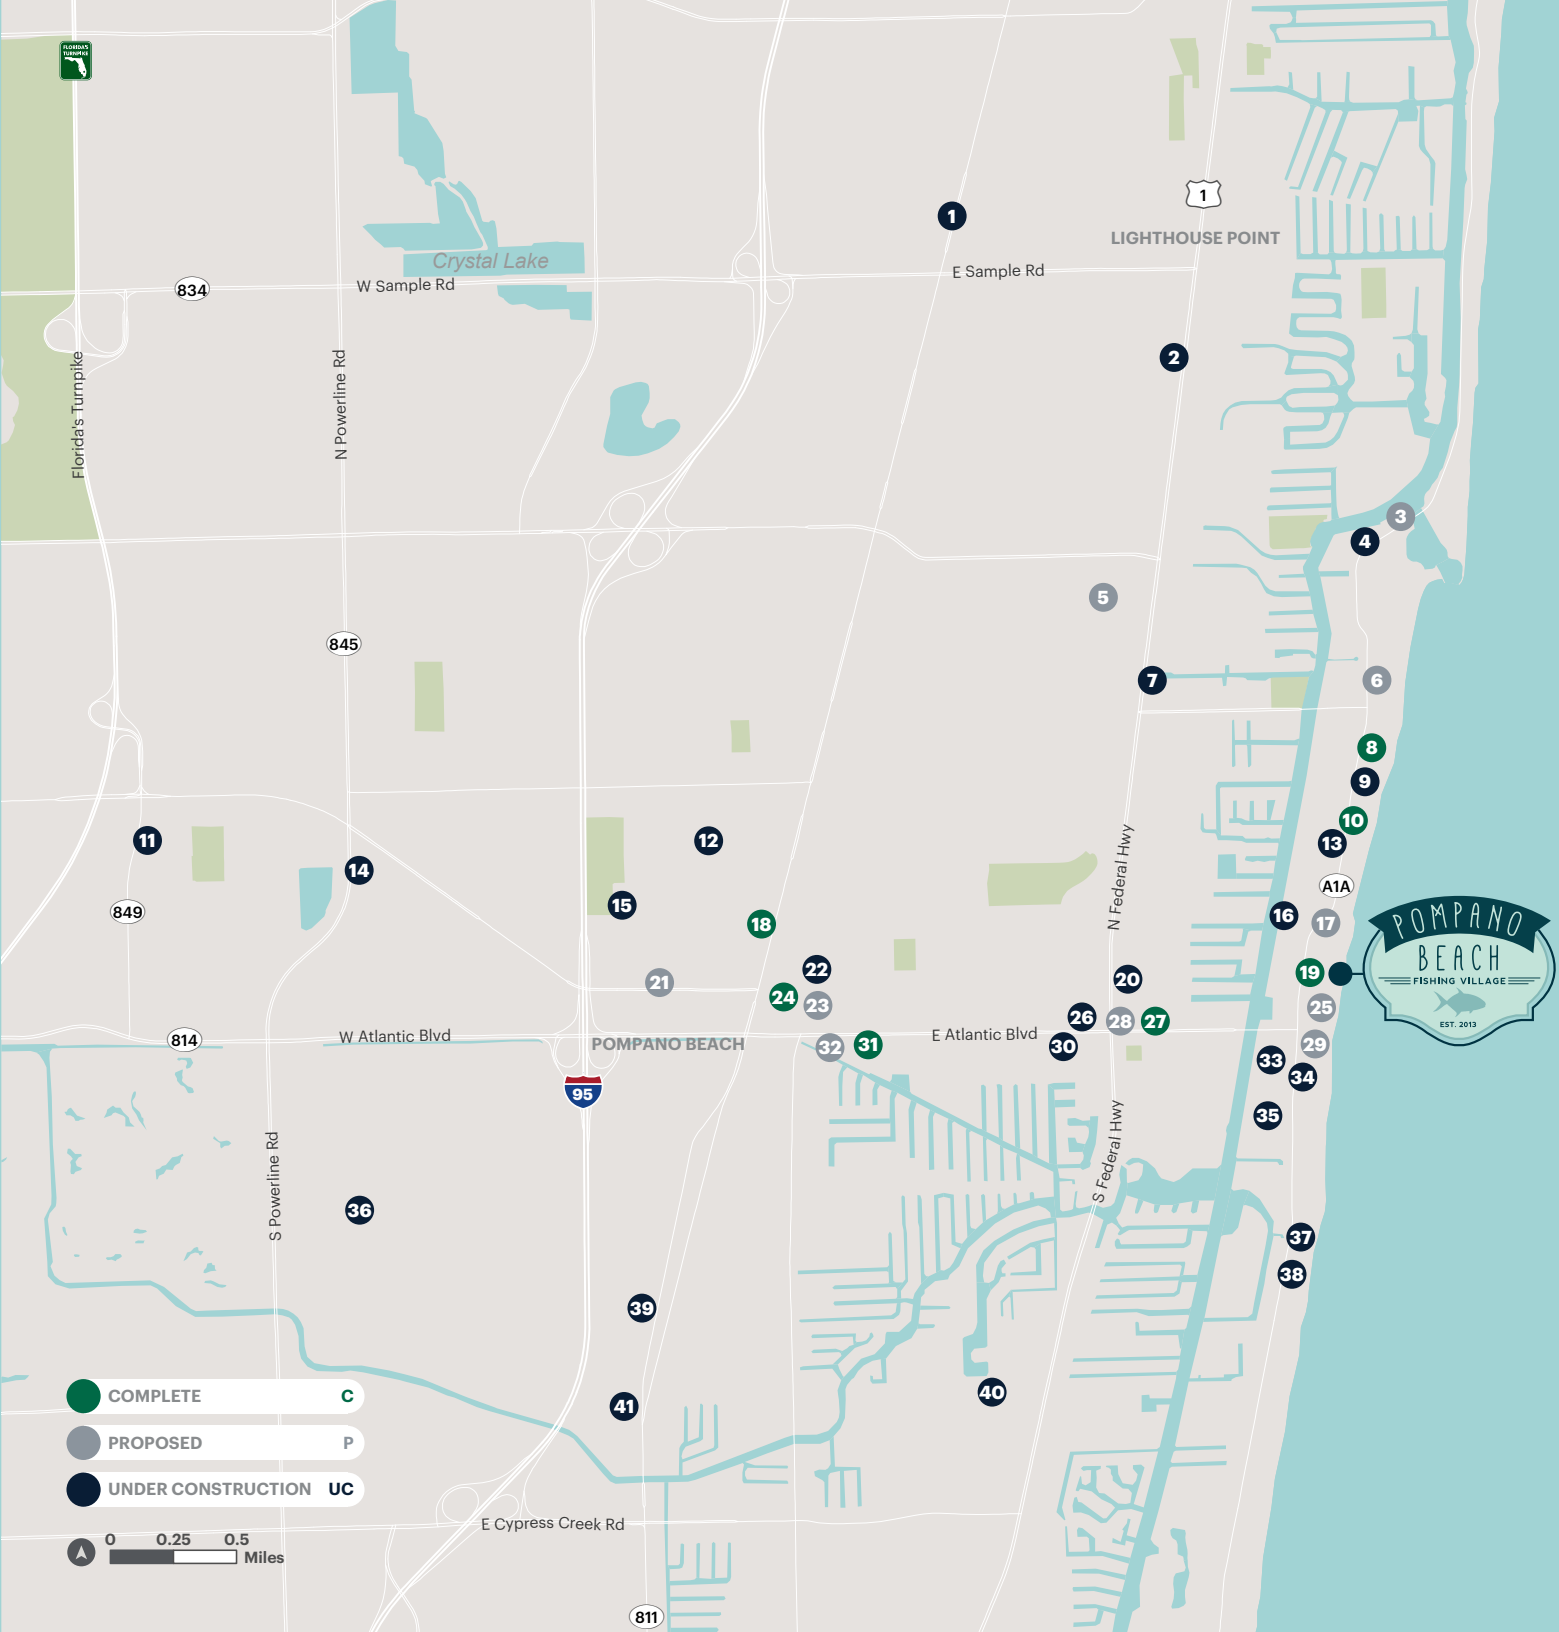 FLORIDA'S
TURNPIKE
1
1
LIGHTHOUSE POINT
Crystal Lake
E Sample Rd
W Sample Rd
834
Florida's Turnpike
N Powerline Rd
2
3
4
5
845
6
7
8
9
10
11
12
13
14
N Federal Hwy
A1A
15
849
16
17
18
POMPANO
BEACH
FISHING VILLAGE
EST. 2013
19
22
20
21
24
23
25
26
28
27
814
W Atlantic Blvd
E Atlantic Blvd
POMPANO BEACH
32
31
30
29
33
34
95
35
S Federal Hwy
S Powerline Rd
36
37
38
39
40
41
COMPLETE C
PROPOSED P
UNDER CONSTRUCTION UC
E Cypress Creek Rd
0 0.25 0.5
Miles
811